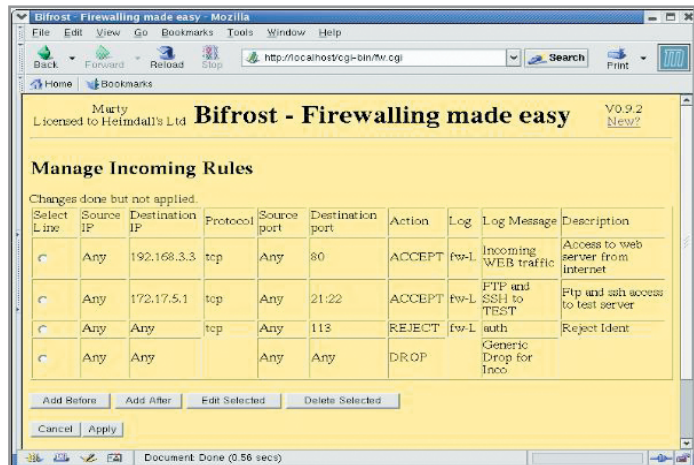 Bifrost - Firewalling made easy - Mozilla
File Edit View Go Bookmarks Tools Window Help
Back Forward Reload Stop http://localhost/cgi-bin/fw.cgi Search Print
Home Bookmarks
Marty
Licensed to Heimdall's Ltd
Bifrost - Firewalling made easy
V0.9.2
New?
Manage Incoming Rules
Changes done but not applied.
Select Line Source IP Destination IP Protocol Source port Destination port Action Log Log Message Description
Any 192.168.3.3 tcp Any 80 ACCEPT fw-L Incoming WEB traffic Access to web server from internet
Any 172.17.5.1 tcp Any 21:22 ACCEPT fw-L FTP and SSH to TEST Ftp and ssh access to test server
Any Any tcp Any 113 REJECT fw-L auth Reject Ident
Any Any Any Any DROP Generic Drop for Inco
Add Before Add After Edit Selected Delete Selected
Cancel Apply
Document: Done (0.56 secs)